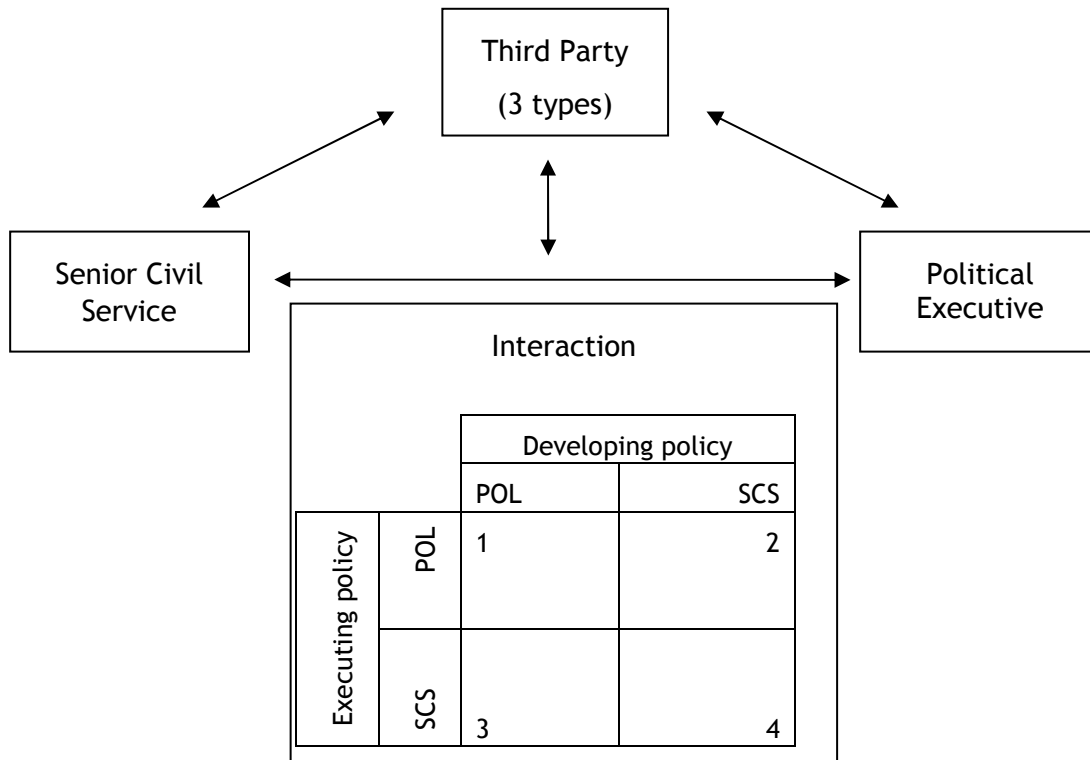 Third Party
(3 types)
Senior Civil
Service
Political
Executive
Interaction
Developing policy
POL
SCS
Executing policy
POL
1
2
SCS
3
4